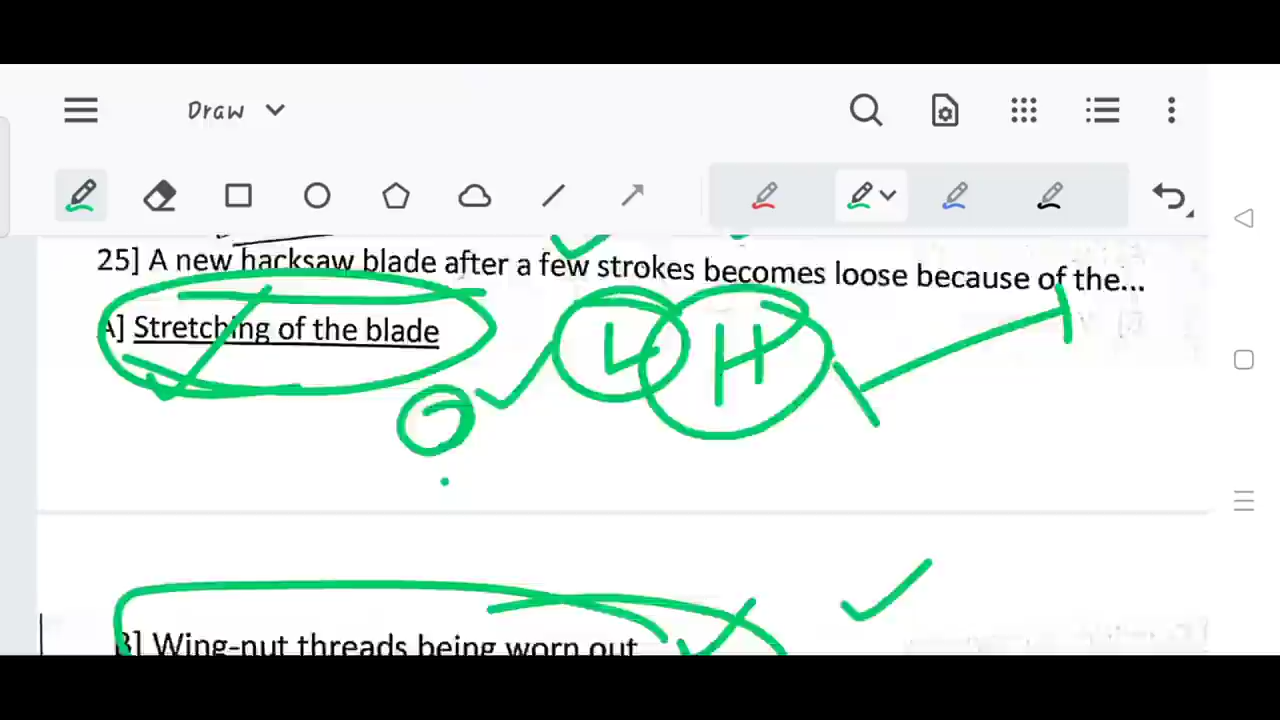 Draw
25] A new hacksaw blade after a few strokes becomes loose because of the...
A] Stretching of the blade
L H
B] Wing-nut threads being worn out